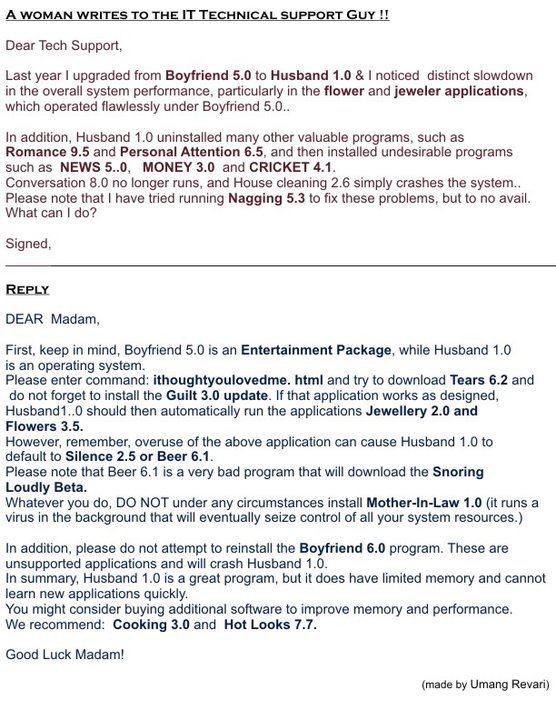 A WOMAN WRITES TO THE IT TECHNICAL SUPPORT GUY !!
Dear Tech Support,
Last year I upgraded from Boyfriend 5.0 to Husband 1.0 & I noticed distinct slowdown
in the overall system performance, particularly in the flower and jeweler applications,
which operated flawlessly under Boyfriend 5.0..
In addition, Husband 1.0 uninstalled many other valuable programs, such as
Romance 9.5 and Personal Attention 6.5, and then installed undesirable programs
such as NEWS 5..0, MONEY 3.0 and CRICKET 4.1.
Conversation 8.0 no longer runs, and House cleaning 2.6 simply crashes the system..
Please note that I have tried running Nagging 5.3 to fix these problems, but to no avail.
What can I do?
Signed,
REPLY
DEAR Madam,
First, keep in mind, Boyfriend 5.0 is an Entertainment Package, while Husband 1.0
is an operating system.
Please enter command: ithoughtyoulovedme. html and try to download Tears 6.2 and
do not forget to install the Guilt 3.0 update. If that application works as designed,
Husband1..0 should then automatically run the applications Jewellery 2.0 and
Flowers 3.5.
However, remember, overuse of the above application can cause Husband 1.0 to
default to Silence 2.5 or Beer 6.1.
Please note that Beer 6.1 is a very bad program that will download the Snoring
Loudly Beta.
Whatever you do, DO NOT under any circumstances install Mother-In-Law 1.0 (it runs a
virus in the background that will eventually seize control of all your system resources.)
In addition, please do not attempt to reinstall the Boyfriend 6.0 program. These are
unsupported applications and will crash Husband 1.0.
In summary, Husband 1.0 is a great program, but it does have limited memory and cannot
learn new applications quickly.
You might consider buying additional software to improve memory and performance.
We recommend: Cooking 3.0 and Hot Looks 7.7.
Good Luck Madam!
(made by Umang Revari)